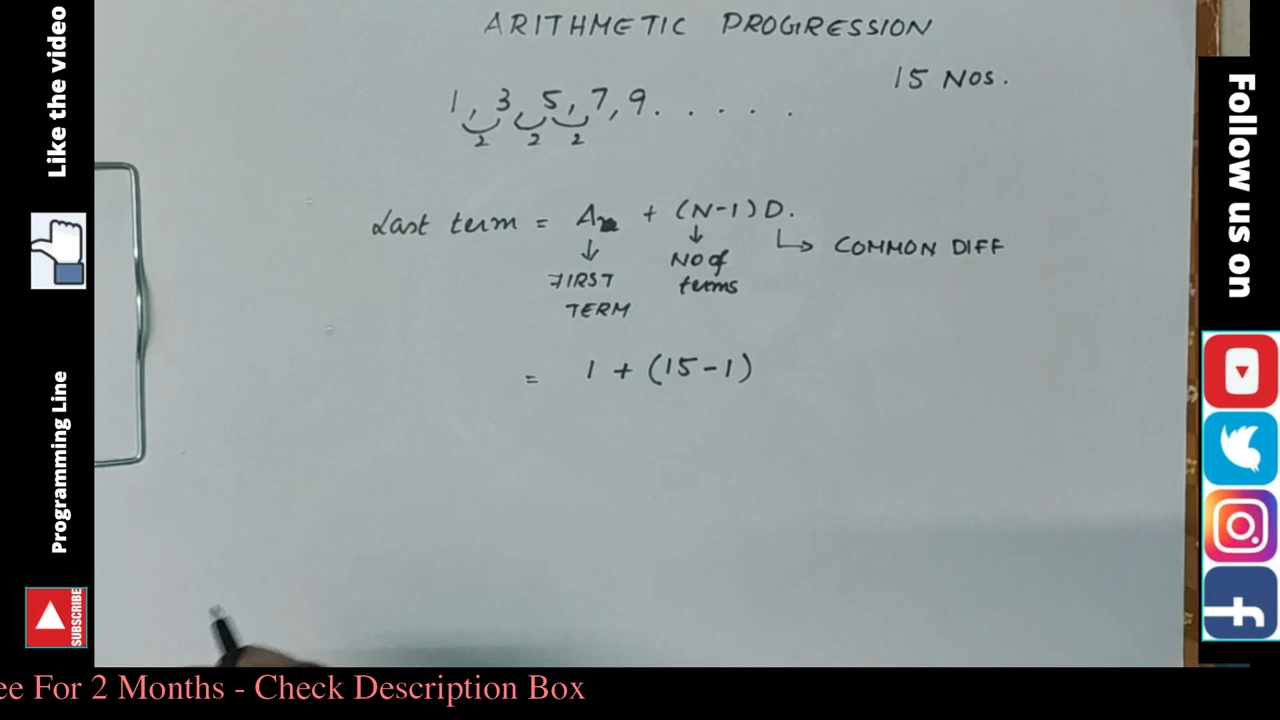 ARITHMETIC PROGRESSION
15 Nos.
1, 3, 5, 7, 9. . . . .
2 2 2
Last term = A + (N-1) D.
COMMON DIFF
FIRST
TERM
NO of
terms
= 1 + (15-1)
Like the video
Programming Line
SUBSCRIBE
Follow us on
ee For 2 Months - Check Description Box